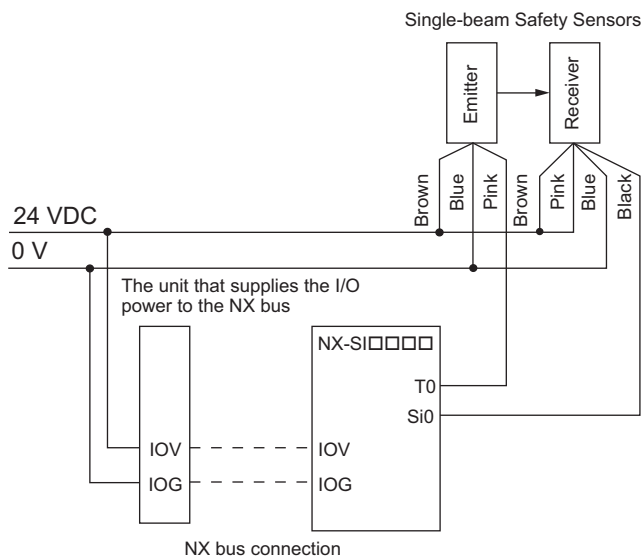 Single-beam Safety Sensors
Emitter
Receiver
Brown
Blue
Pink
Brown
Pink
Blue
Black
24 VDC
0 V
The unit that supplies the I/O
power to the NX bus
NX-SI□□□□
T0
Si0
IOV
IOV
IOG
IOG
NX bus connection